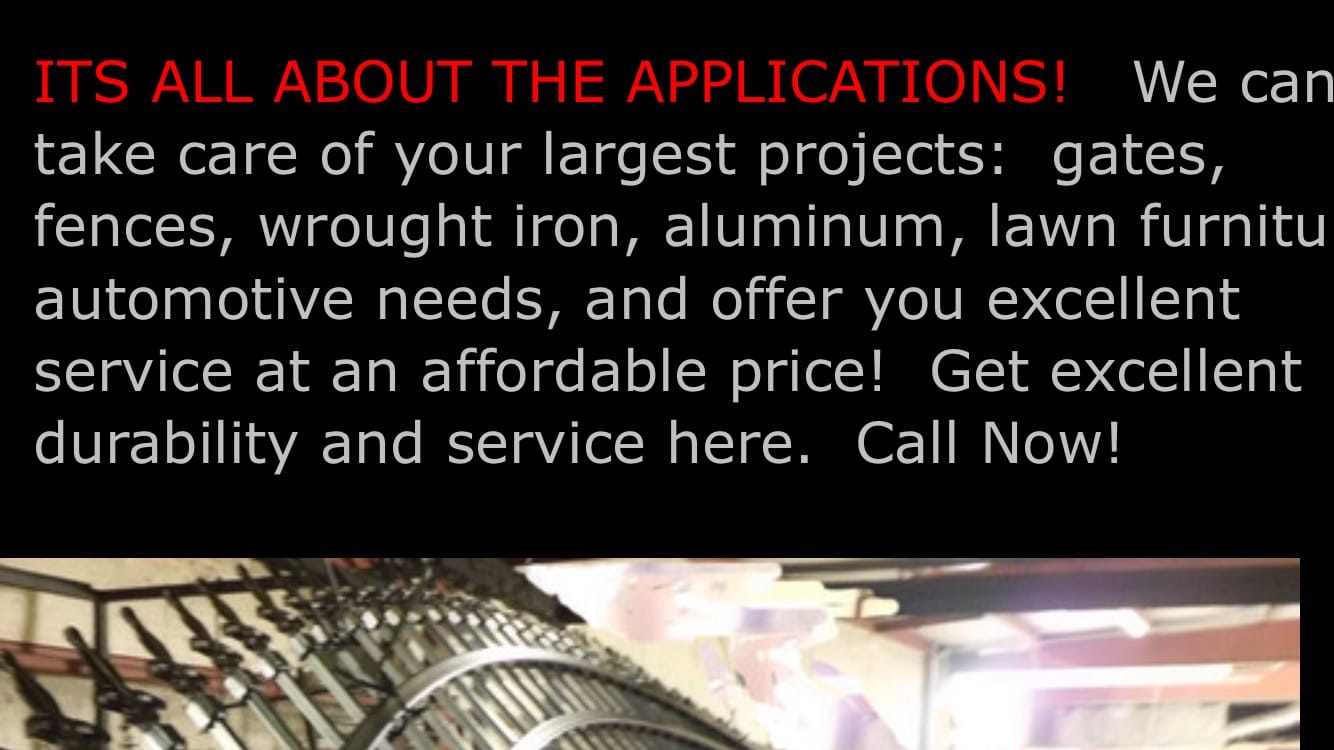 ITS ALL ABOUT THE APPLICATIONS! We can
take care of your largest projects: gates,
fences, wrought iron, aluminum, lawn furnitu
automotive needs, and offer you excellent
service at an affordable price! Get excellent
durability and service here. Call Now!